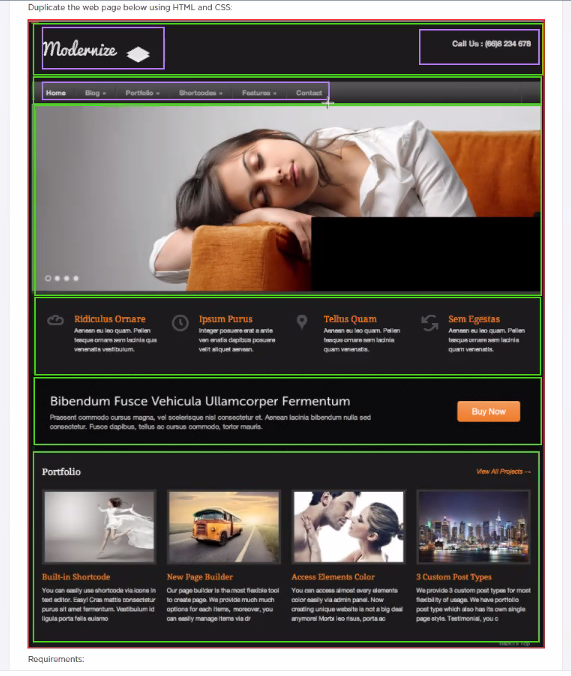 Duplicate the web page below using HTML and CSS:
Modernize
Call Us : (66)8 234 678
Home Blog Portfolio Shortcodes Features Contact
Ridiculus Ornare
Aenean eu leo quam. Pellen
tesque ornare sem lacinia qua
venenatis vestibulum.
Ipsum Purus
Integer posuere erat a ante
ven enatis dapibus posuere
velit aliquet aenean.
Tellus Quam
Aenean eu leo quam. Pellen
tesque ornare sem lacinia
quam venenatis.
Sem Egestas
Aenean eu leo quam. Pellen
tesque ornare sem lacinia
quam venenatis.
Bibendum Fusce Vehicula Ullamcorper Fermentum
Praesent commodo cursus magna, vel scelerisque nisl consectetur et. Aenean lacinia bibendum nulla sed
consectetur. Fusce dapibus, tellus ac cursus commodo, tortor mauris.
Buy Now
Portfolio
View All Projects →
Built-in Shortcode
You can easily use shortcode via icons in
text editor. Easy! Cras mattis consectetur
purus sit amet fermentum. Vestibulum id
ligula porta felis euismo
New Page Builder
Our page builder is the most flexible tool
to create page. We provide much much
options for each items, moreover, you
can easily manage items via dr
Access Elements Color
You can access almost every elements
color easily via admin panel. Now
creating unique website is not a big deal
anymore! Morbi leo risus, porta ac
3 Custom Post Types
We provide 3 custom post types for most
flexibility of usage. We have portfolio
post type which also has its own single
page style. Testimonial, you c
Requirements: